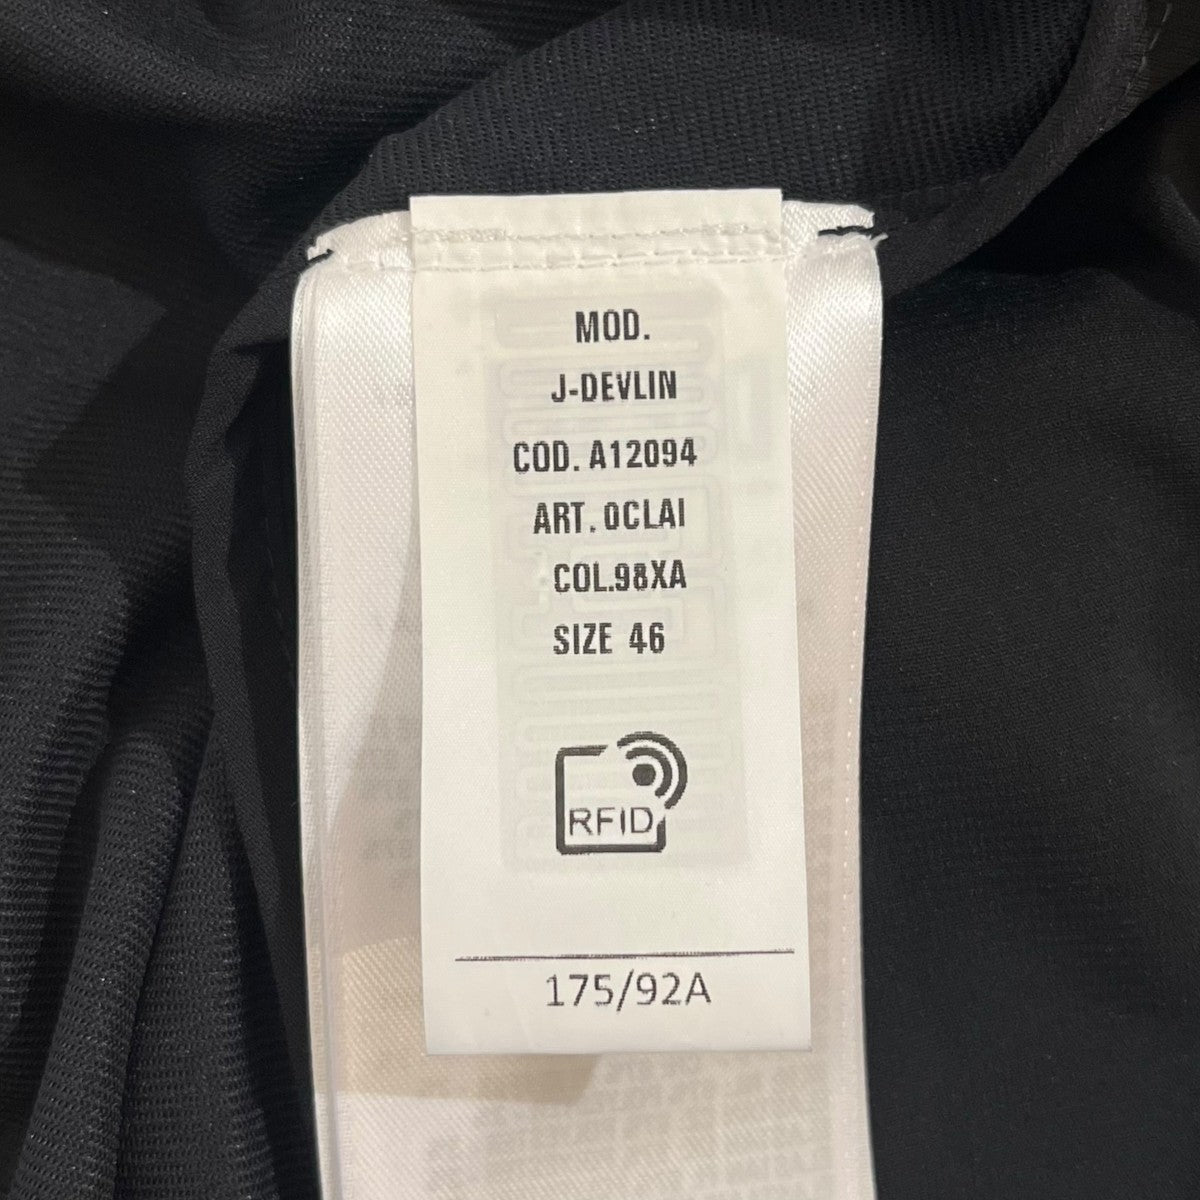 MOD.
J-DEVLIN
COD. A12094
ART. 0CLAI
COL.98XA
SIZE 46
RFID
175/92A